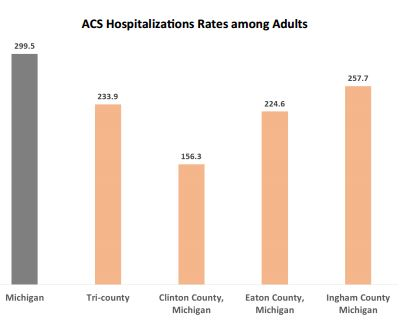 ACS Hospitalizations Rates among Adults
299.5
233.9
156.3
224.6
257.7
Michigan
Tri-county
Clinton County,
Michigan
Eaton County,
Michigan
Ingham County
Michigan